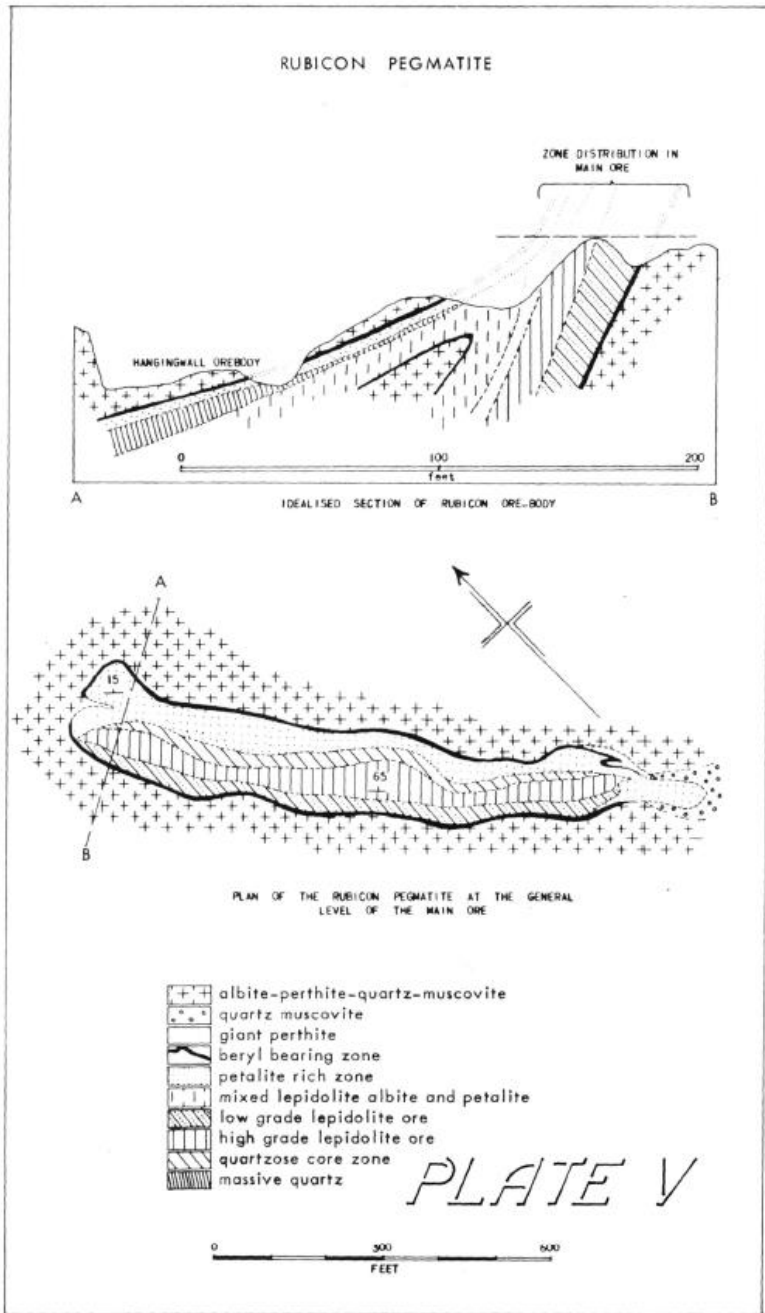 RUBICON PEGMATITE
ZONE DISTRIBUTION IN
MAIN ORE
HANGINGWALL OREBODY
0 100 200
feet
A B
IDEALISED SECTION OF RUBICON ORE-BODY
A
15
65
B
PLAN OF THE RUBICON PEGMATITE AT THE GENERAL
LEVEL OF THE MAIN ORE
albite-perthite-quartz-muscovite
quartz muscovite
giant perthite
beryl bearing zone
petalite rich zone
mixed lepidolite albite and petalite
low grade lepidolite ore
high grade lepidolite ore
quartzose core zone
massive quartz
PLATE V
0 300 600
FEET